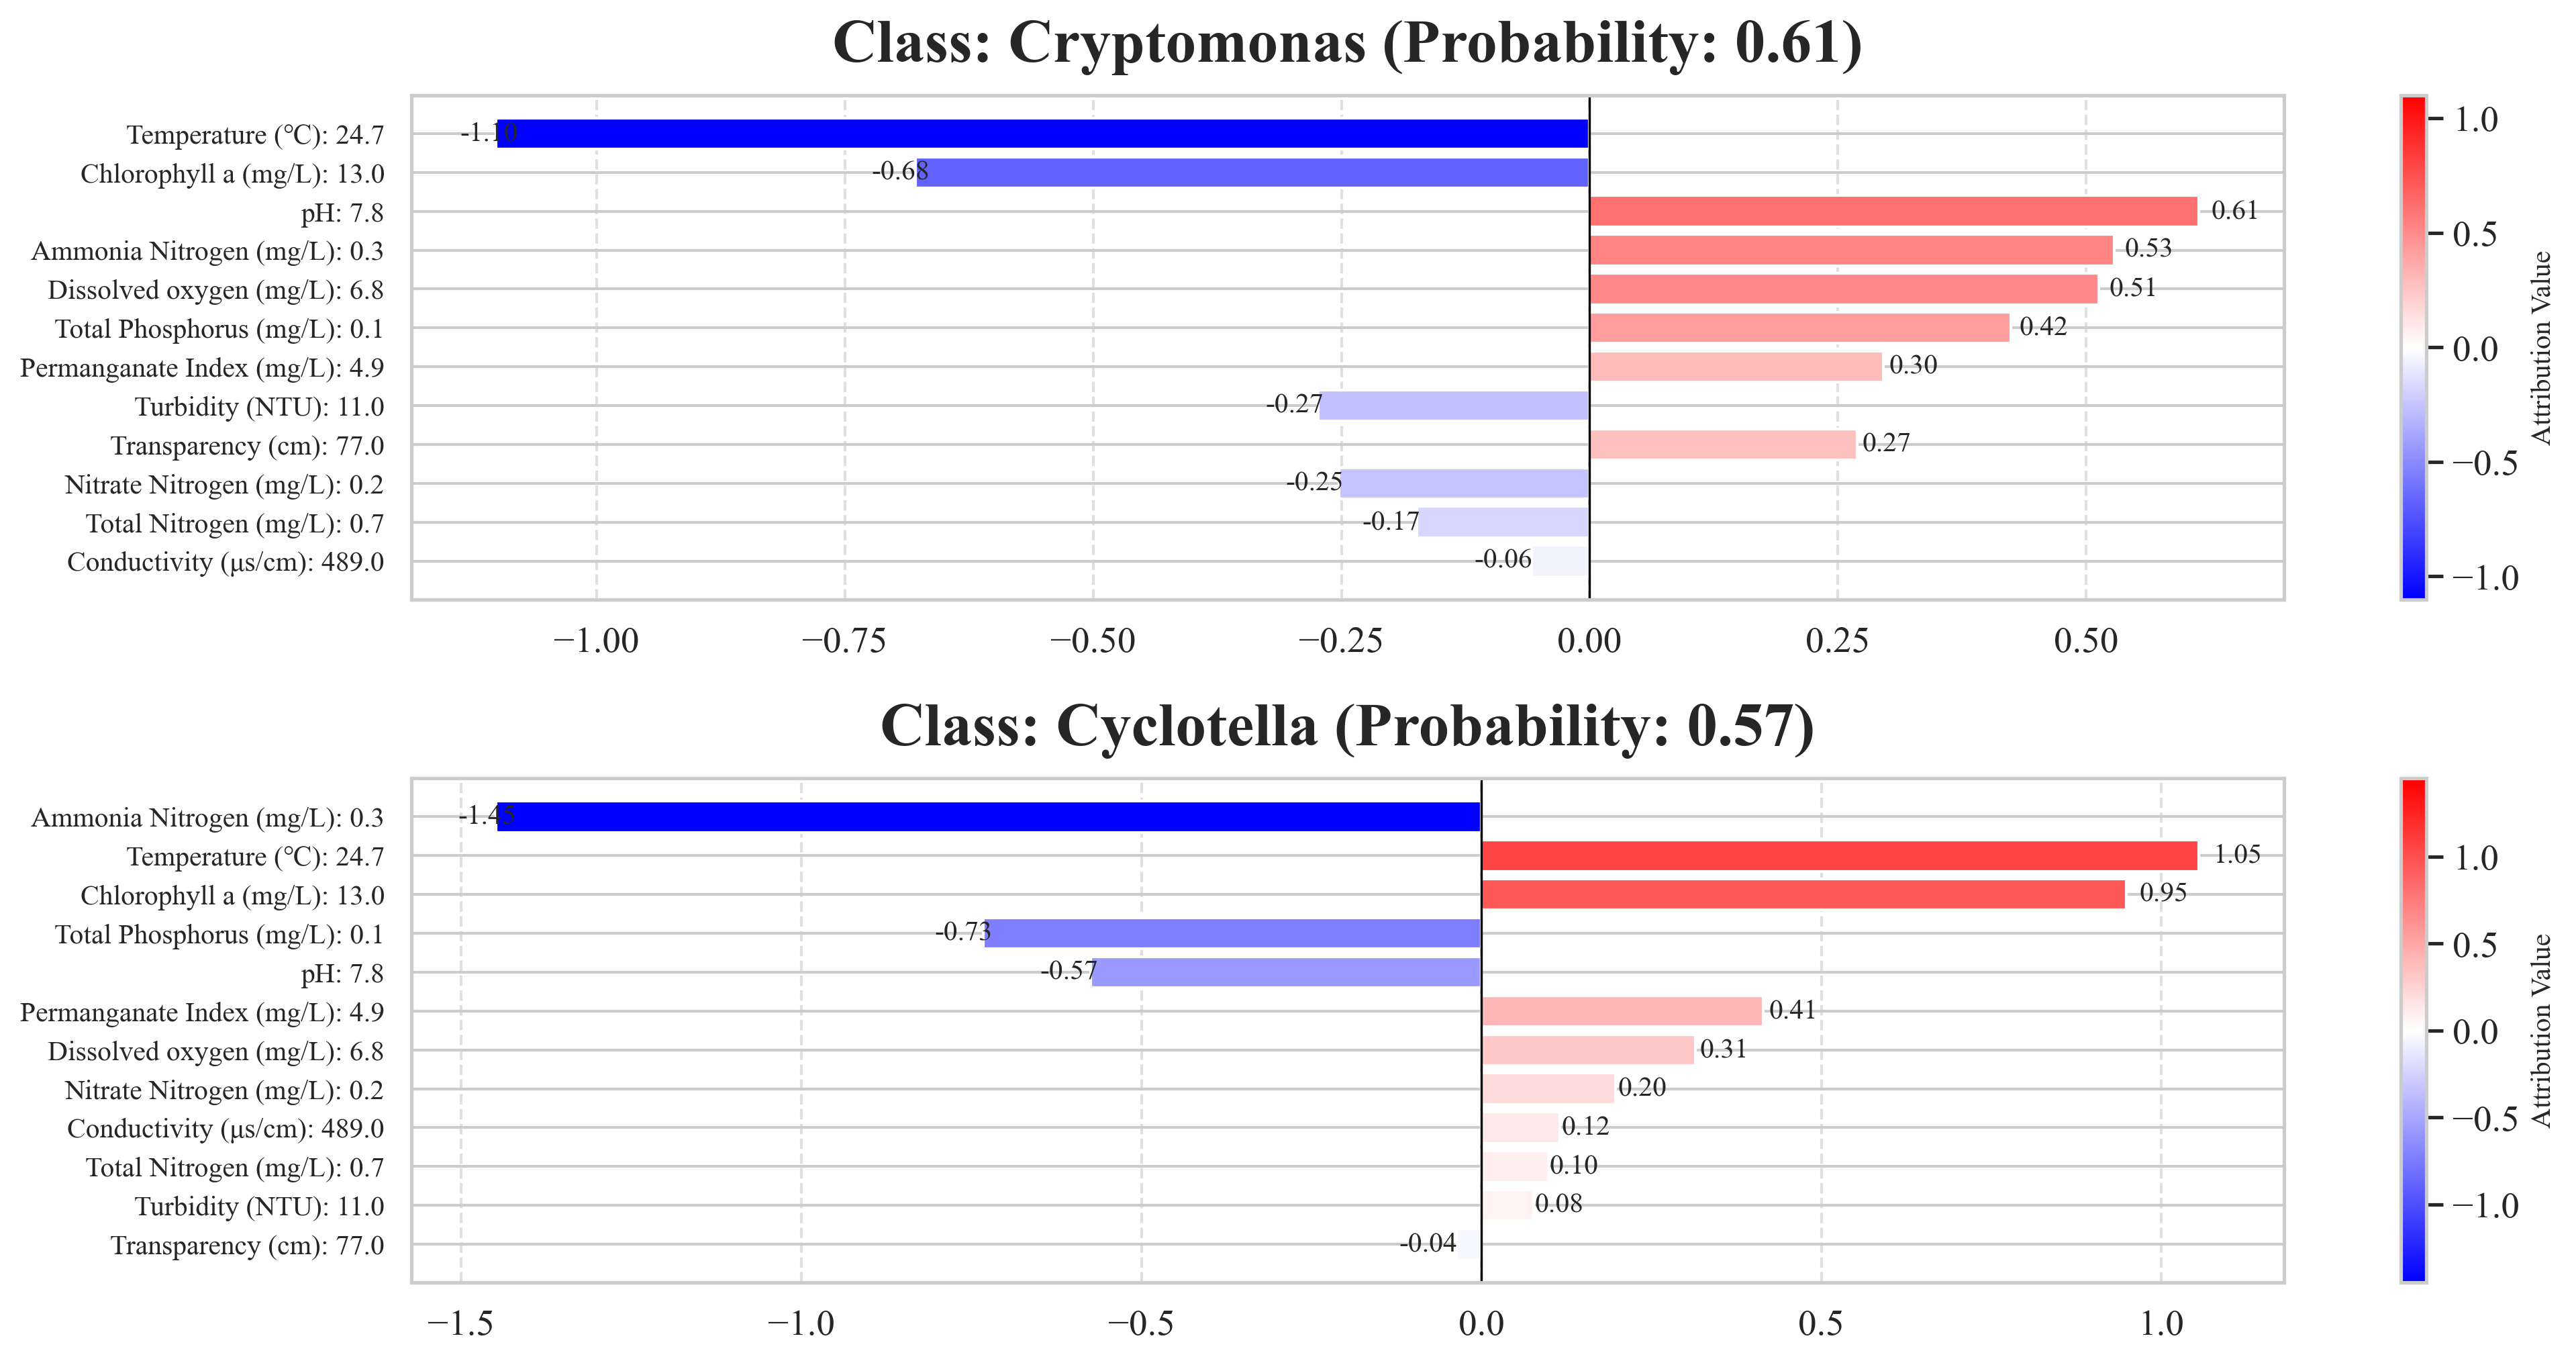 Class: Cryptomonas (Probability: 0.61)
Temperature (℃): 24.7
-1.10
Chlorophyll a (mg/L): 13.0
-0.68
pH: 7.8
0.61
Ammonia Nitrogen (mg/L): 0.3
0.53
Dissolved oxygen (mg/L): 6.8
0.51
Total Phosphorus (mg/L): 0.1
0.42
Permanganate Index (mg/L): 4.9
0.30
Turbidity (NTU): 11.0
-0.27
Transparency (cm): 77.0
0.27
Nitrate Nitrogen (mg/L): 0.2
-0.25
Total Nitrogen (mg/L): 0.7
-0.17
Conductivity (μs/cm): 489.0
-0.06
−1.00 −0.75 −0.50 −0.25 0.00 0.25 0.50
1.0
0.5
0.0
−0.5
−1.0
Attribution Value
Class: Cyclotella (Probability: 0.57)
Ammonia Nitrogen (mg/L): 0.3
-1.45
Temperature (℃): 24.7
1.05
Chlorophyll a (mg/L): 13.0
0.95
Total Phosphorus (mg/L): 0.1
-0.73
pH: 7.8
-0.57
Permanganate Index (mg/L): 4.9
0.41
Dissolved oxygen (mg/L): 6.8
0.31
Nitrate Nitrogen (mg/L): 0.2
0.20
Conductivity (μs/cm): 489.0
0.12
Total Nitrogen (mg/L): 0.7
0.10
Turbidity (NTU): 11.0
0.08
Transparency (cm): 77.0
-0.04
−1.5 −1.0 −0.5 0.0 0.5 1.0
1.0
0.5
0.0
−0.5
−1.0
Attribution Value